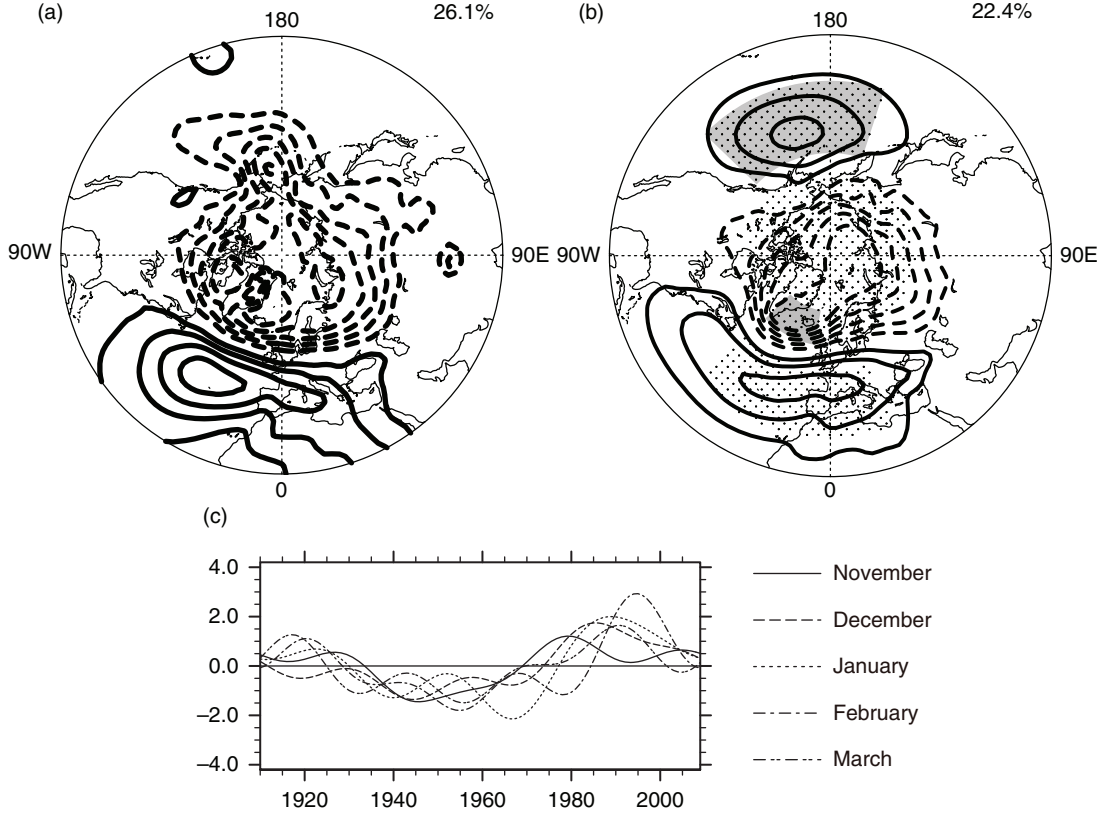 (a) 26.1%
180
90W 90E
0
(b) 22.4%
180
90W 90E
0
(c)
4.0
2.0
0.0
−2.0
−4.0
1920 1940 1960 1980 2000
November
December
January
February
March